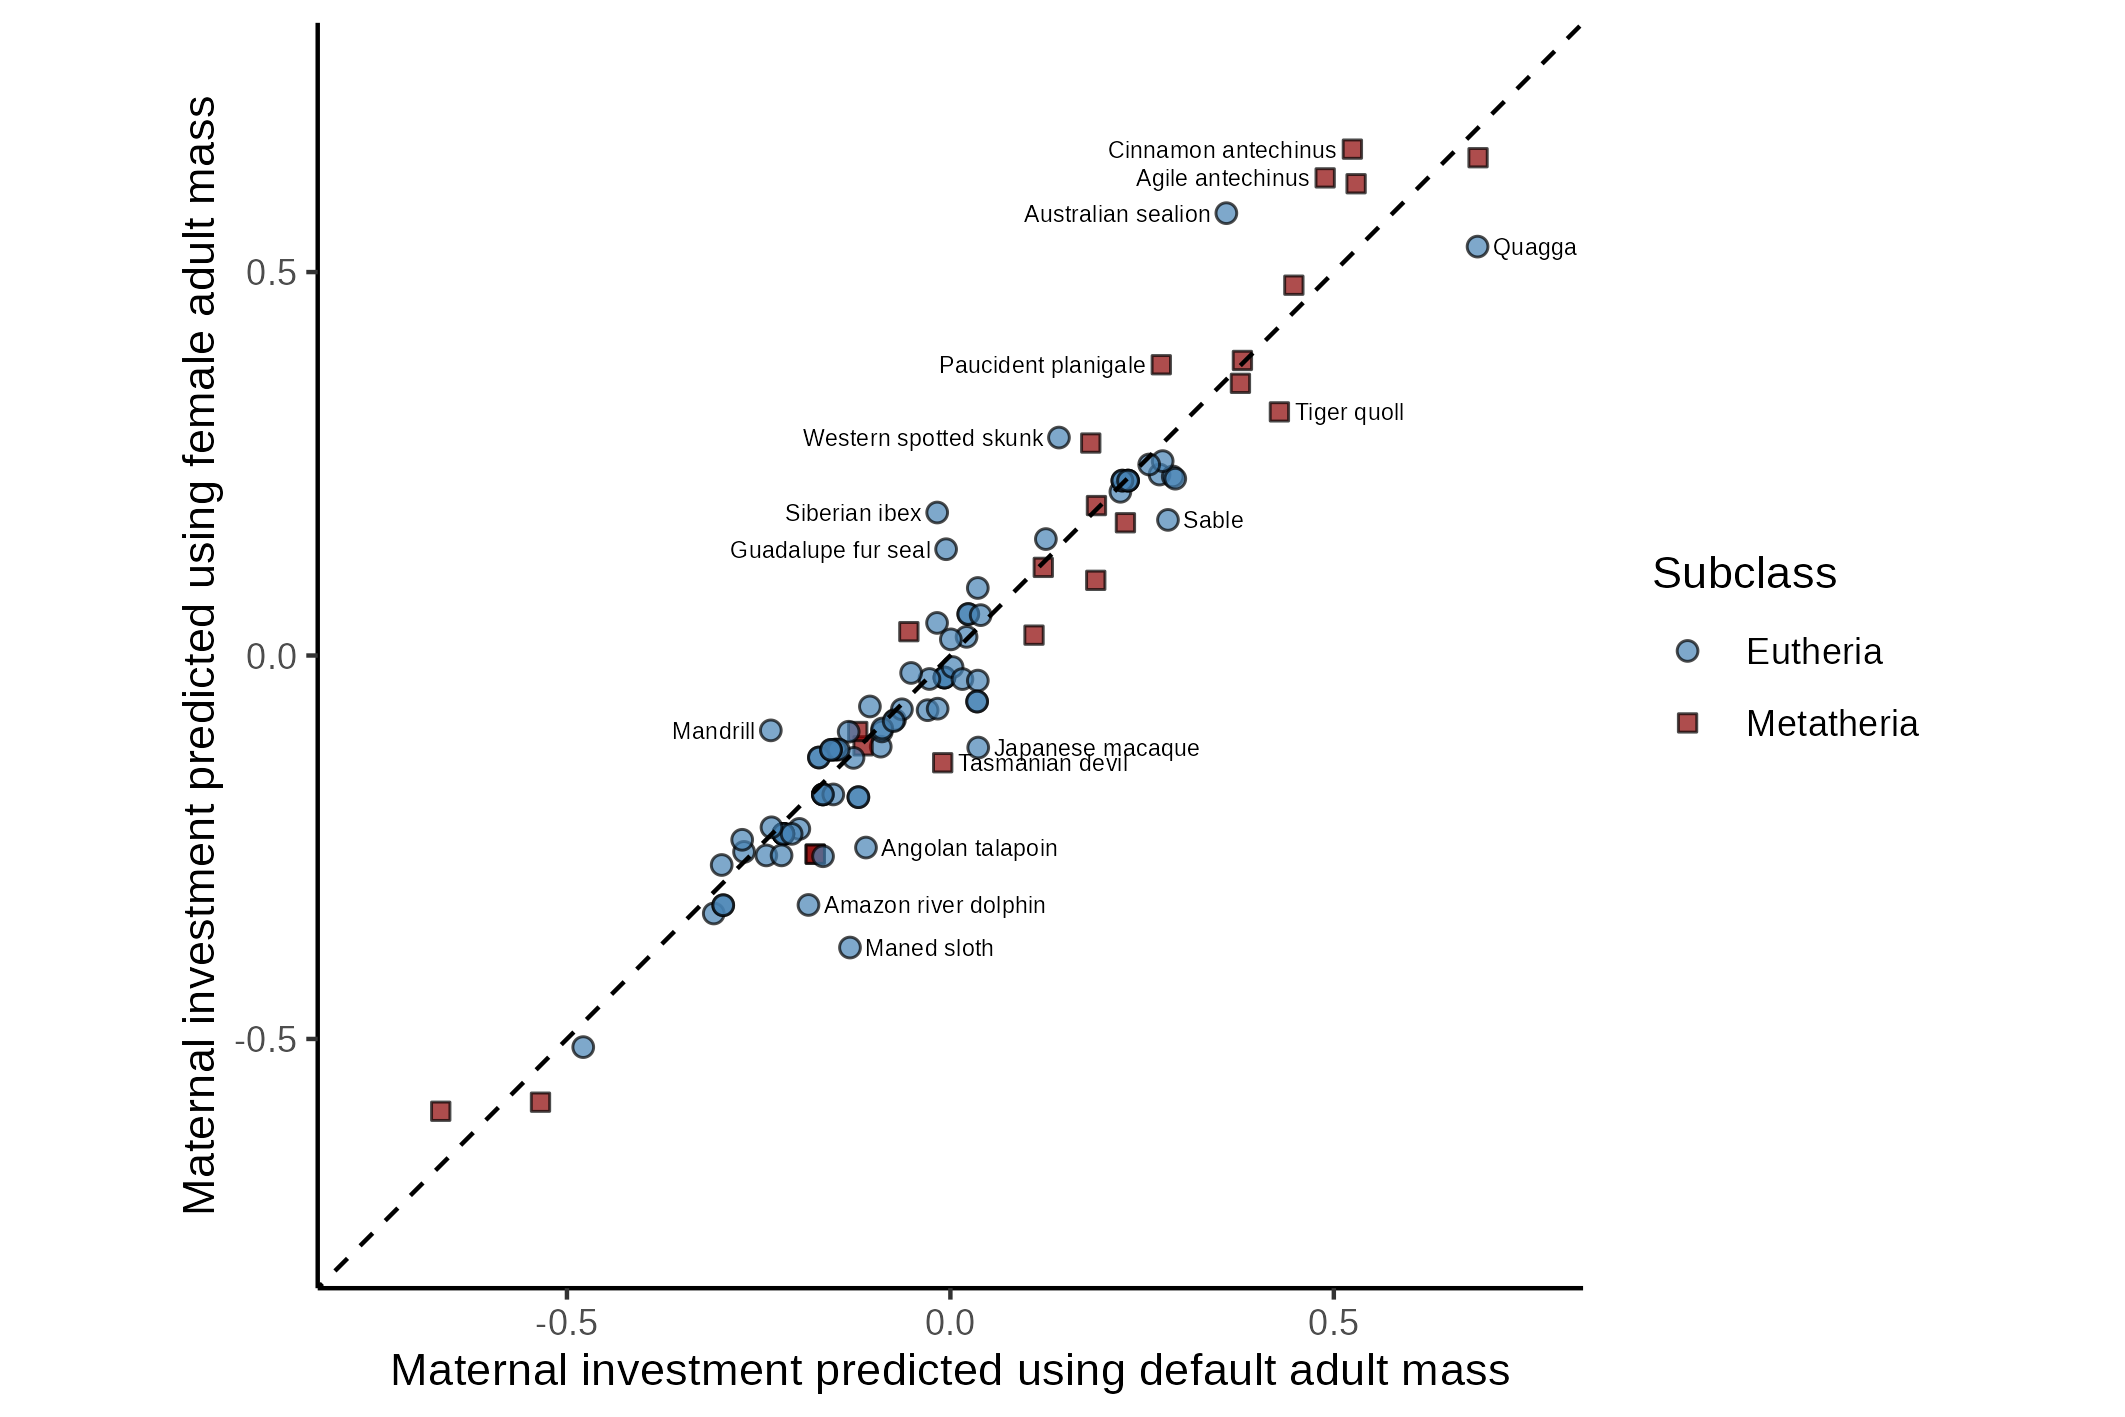 Maternal investment predicted using female adult mass
0.5
0.0
-0.5
Cinnamon antechinus
Agile antechinus
Australian sealion
Quagga
Paucident planigale
Tiger quoll
Western spotted skunk
Siberian ibex
Sable
Guadalupe fur seal
Mandrill
Japanese macaque
Tasmanian devil
Angolan talapoin
Amazon river dolphin
Maned sloth
-0.5
0.0
0.5
Maternal investment predicted using default adult mass
Subclass
Eutheria
Metatheria